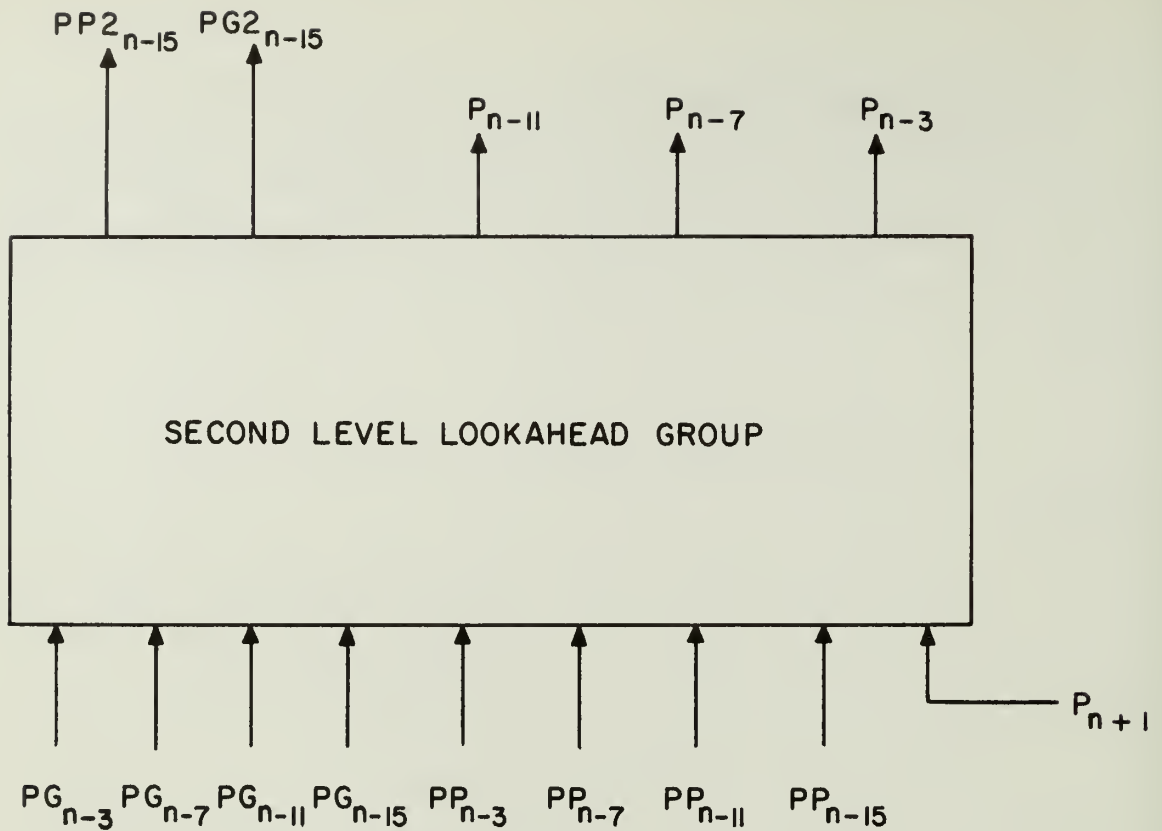 PP2n-15 PG2n-15
Pn-11 Pn-7 Pn-3
SECOND LEVEL LOOKAHEAD GROUP
Pn+1
PGn-3 PGn-7 PGn-11 PGn-15 PPn-3 PPn-7 PPn-11 PPn-15